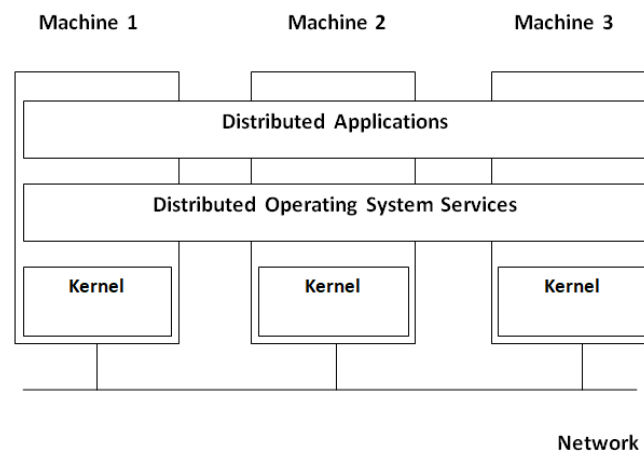 Machine 1 Machine 2 Machine 3
Distributed Applications
Distributed Operating System Services
Kernel Kernel Kernel
Network